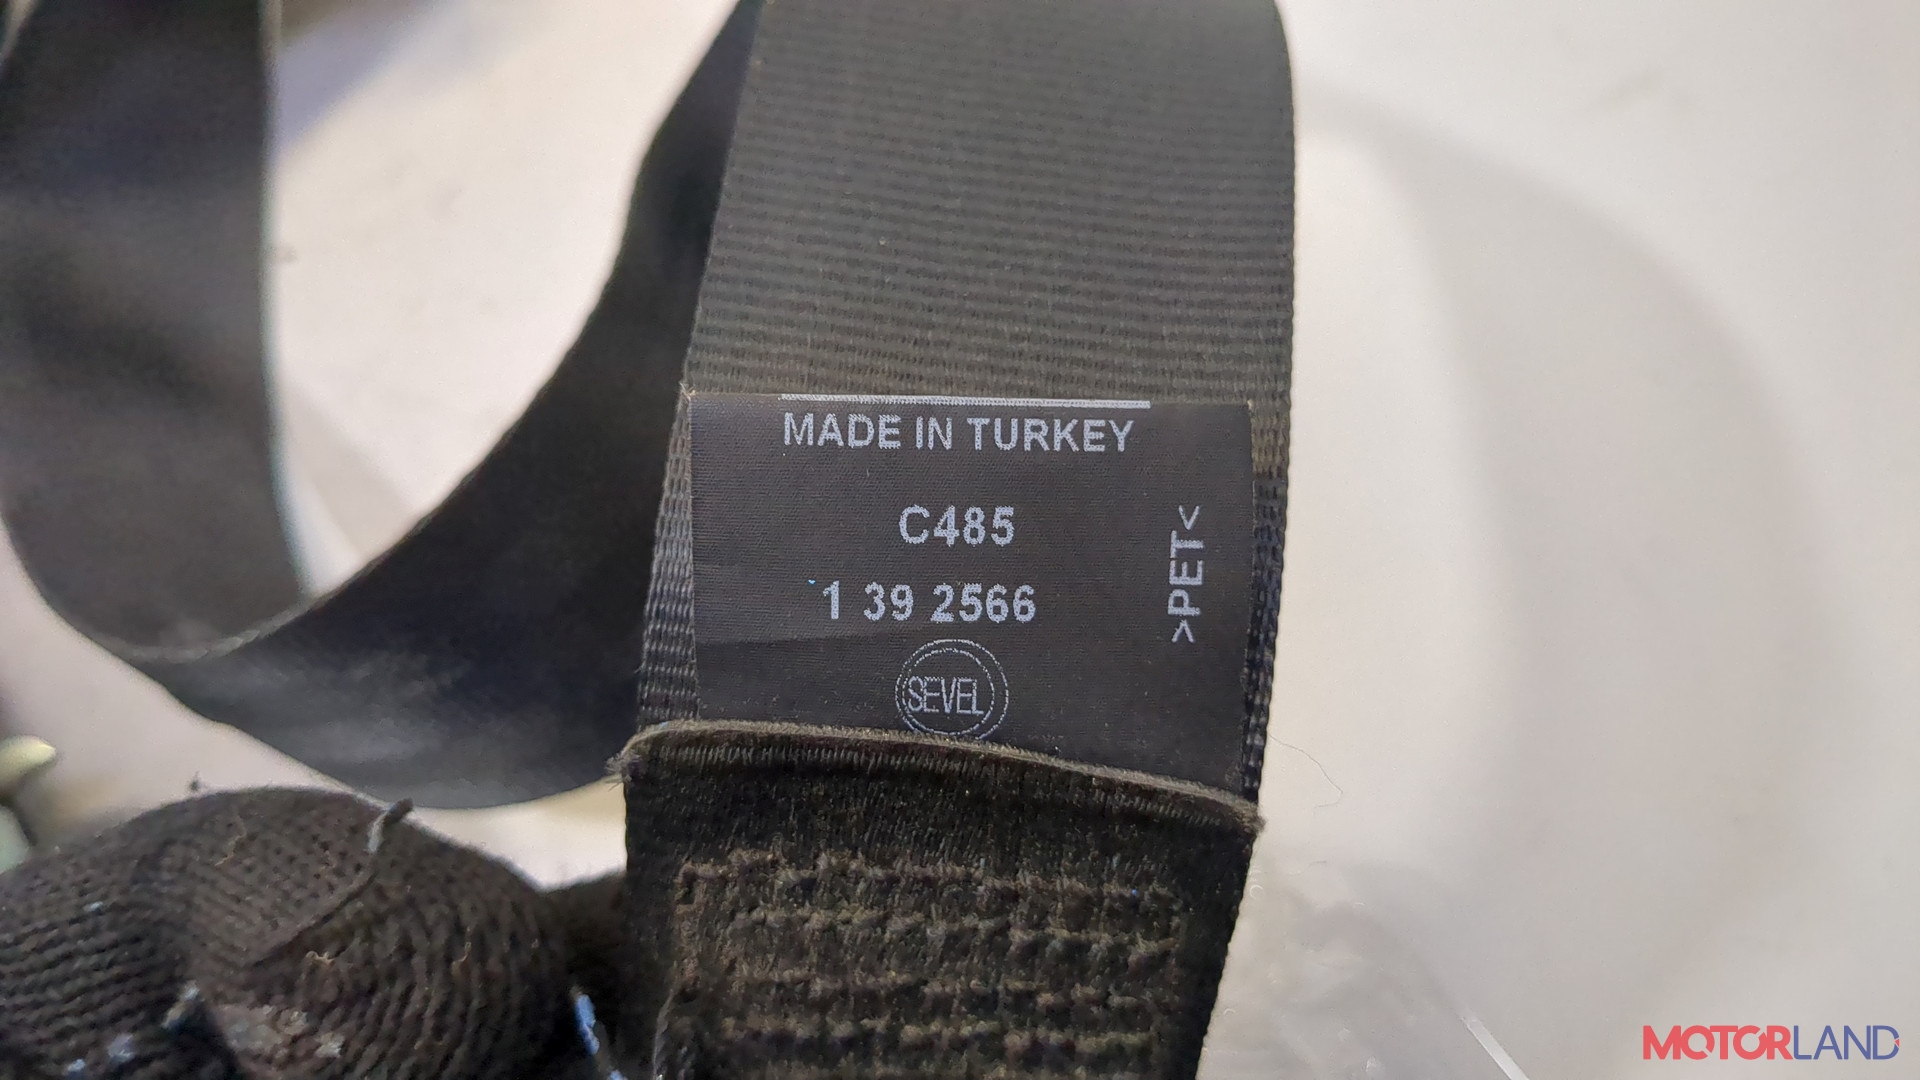 MADE IN TURKEY
C485
1 39 2566
>PET<
SEVEL
MOTORLAND